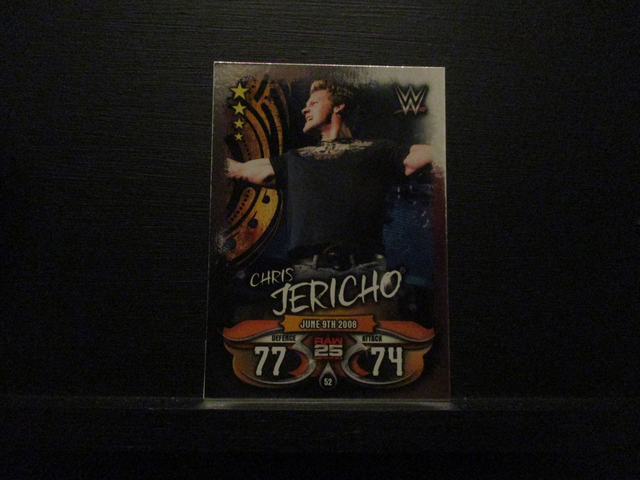 W
CHRIS
JERICHO
JUNE 9TH 2008
DEFENCE
ATTACK
77
RAW
25
74
52